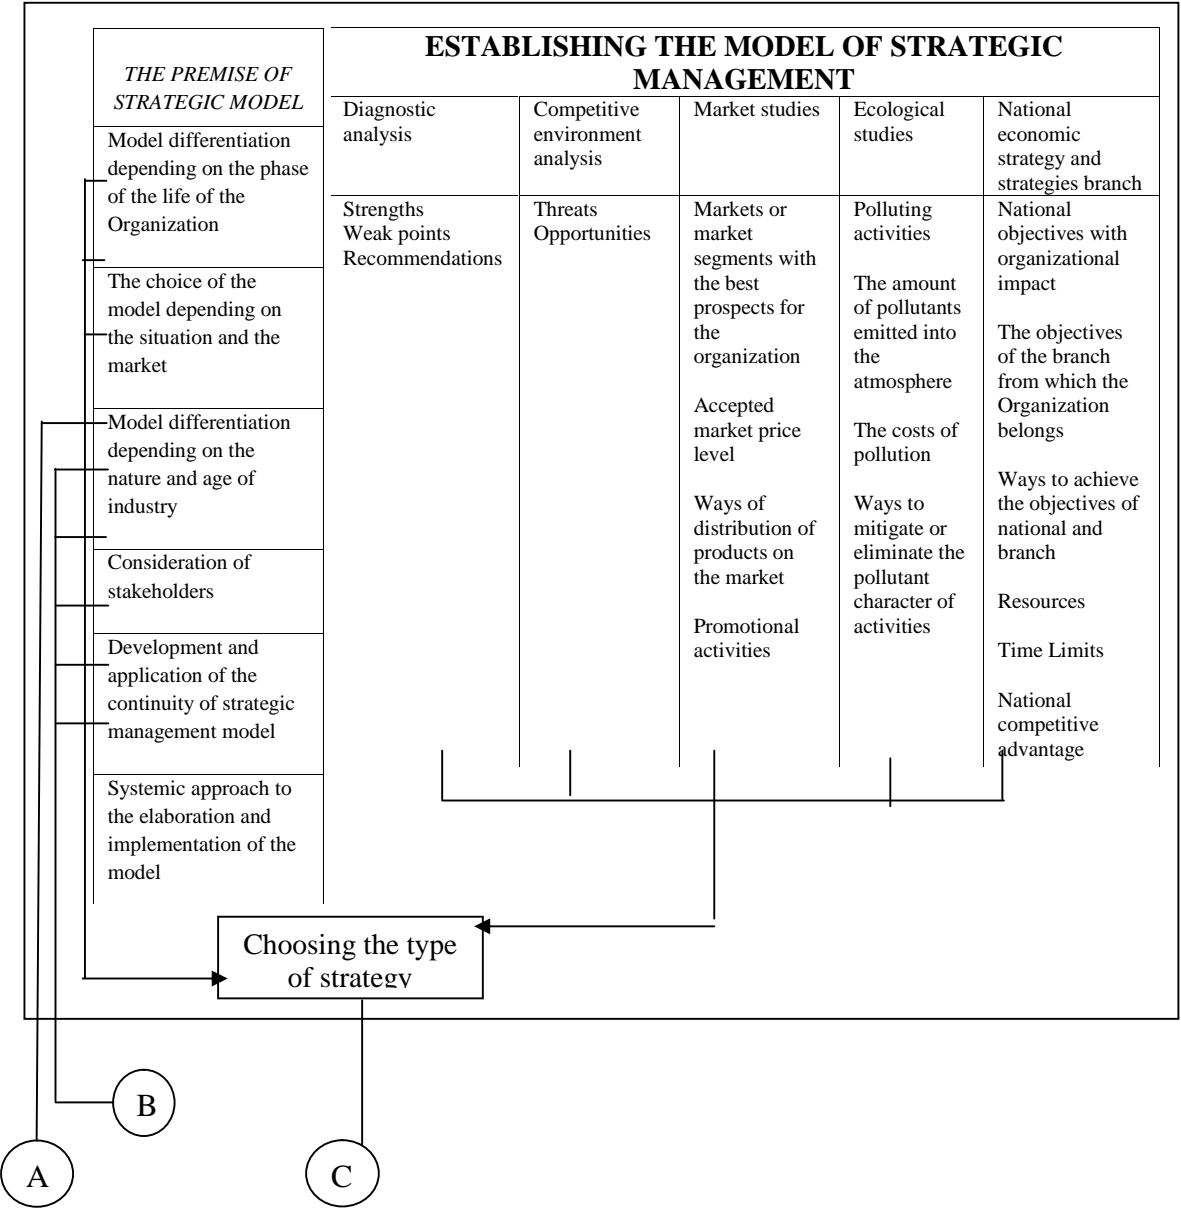 THE PREMISE OF
STRATEGIC MODEL
Model differentiation
depending on the phase
of the life of the
Organization
The choice of the
model depending on
the situation and the
market
Model differentiation
depending on the
nature and age of
industry
Consideration of
stakeholders
Development and
application of the
continuity of strategic
management model
Systemic approach to
the elaboration and
implementation of the
model
ESTABLISHING THE MODEL OF STRATEGIC
MANAGEMENT
Diagnostic
analysis
Competitive
environment
analysis
Market studies
Ecological
studies
National
economic
strategy and
strategies branch
Strengths
Weak points
Recommendations
Threats
Opportunities
Markets or
market
segments with
the best
prospects for
the
organization
Accepted
market price
level
Ways of
distribution of
products on
the market
Promotional
activities
Polluting
activities
The amount
of pollutants
emitted into
the
atmosphere
The costs of
pollution
Ways to
mitigate or
eliminate the
pollutant
character of
activities
National
objectives with
organizational
impact
The objectives
of the branch
from which the
Organization
belongs
Ways to achieve
the objectives of
national and
branch
Resources
Time Limits
National
competitive
advantage
Choosing the type
of strategy
B
A
C